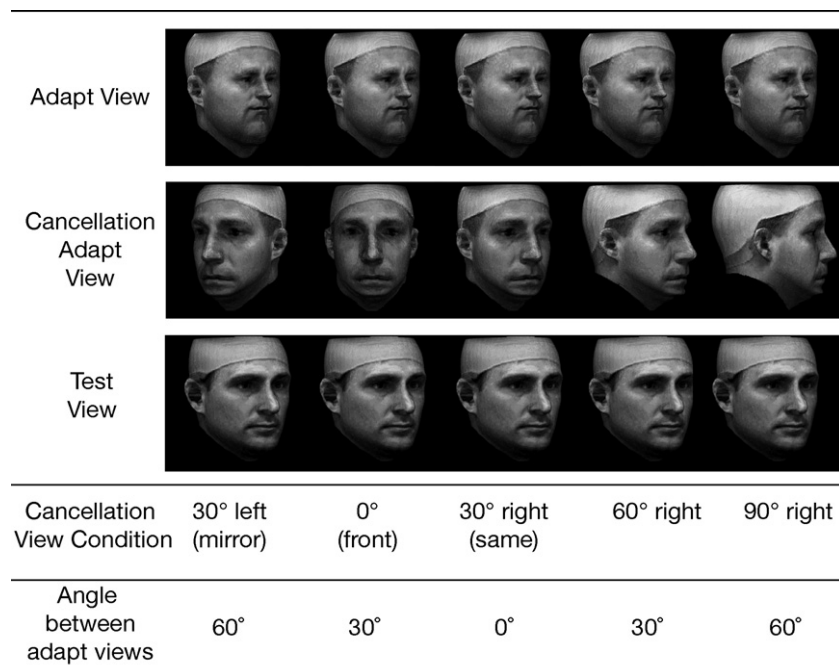 Adapt View
Cancellation
Adapt
View
Test
View
Cancellation 30° left 0° 30° right 60° right 90° right
View Condition (mirror) (front) (same)
Angle
between
adapt views
60° 30° 0° 30° 60°